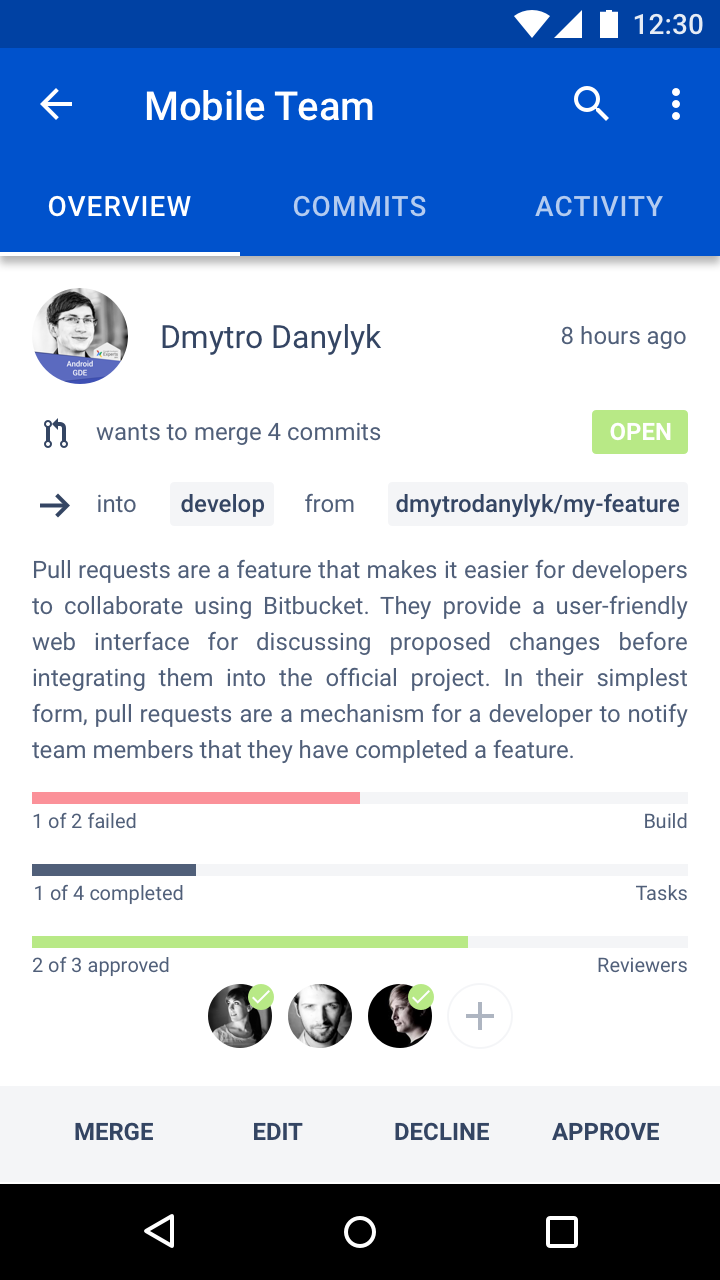 12:30
Mobile Team
OVERVIEW COMMITS ACTIVITY
Android
GDE
Dmytro Danylyk 8 hours ago
wants to merge 4 commits OPEN
into develop from dmytrodanylyk/my-feature
Pull requests are a feature that makes it easier for developers
to collaborate using Bitbucket. They provide a user-friendly
web interface for discussing proposed changes before
integrating them into the official project. In their simplest
form, pull requests are a mechanism for a developer to notify
team members that they have completed a feature.
1 of 2 failed Build
1 of 4 completed Tasks
2 of 3 approved Reviewers
MERGE EDIT DECLINE APPROVE